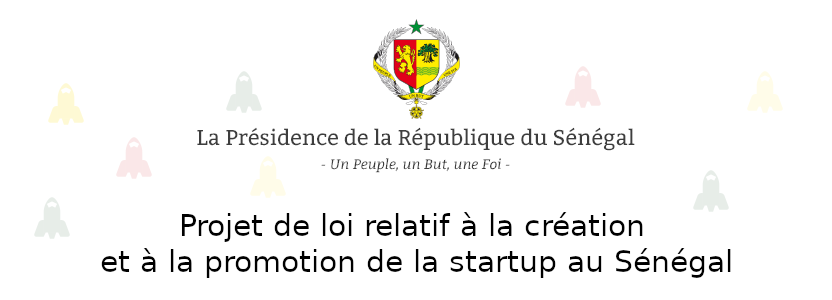 La Présidence de la République du Sénégal
- Un Peuple, un But, une Foi -
Projet de loi relatif à la création
et à la promotion de la startup au Sénégal